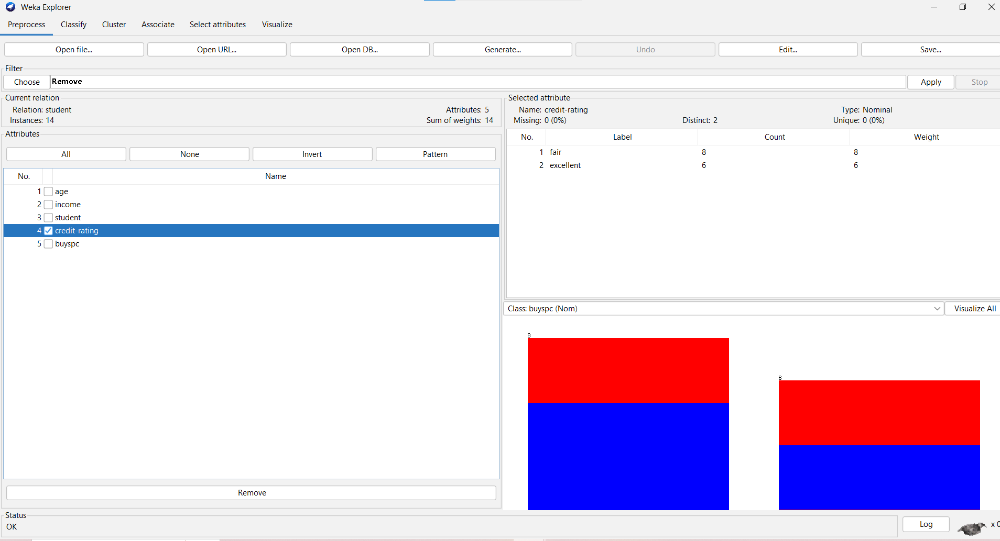 Weka Explorer
Preprocess Classify Cluster Associate Select attributes Visualize
Open file... Open URL... Open DB... Generate... Undo Edit... Save...
Filter
Choose Remove Apply Stop
Current relation
Relation: student Attributes: 5
Instances: 14 Sum of weights: 14
Attributes
All None Invert Pattern
No. Name
1 age
2 income
3 student
4 credit-rating
5 buyspc
Remove
Selected attribute
Name: credit-rating Type: Nominal
Missing: 0 (0%) Distinct: 2 Unique: 0 (0%)
No. Label Count Weight
1 fair 8 8
2 excellent 6 6
Class: buyspc (Nom) Visualize All
8
6
Status
OK
Log x 0